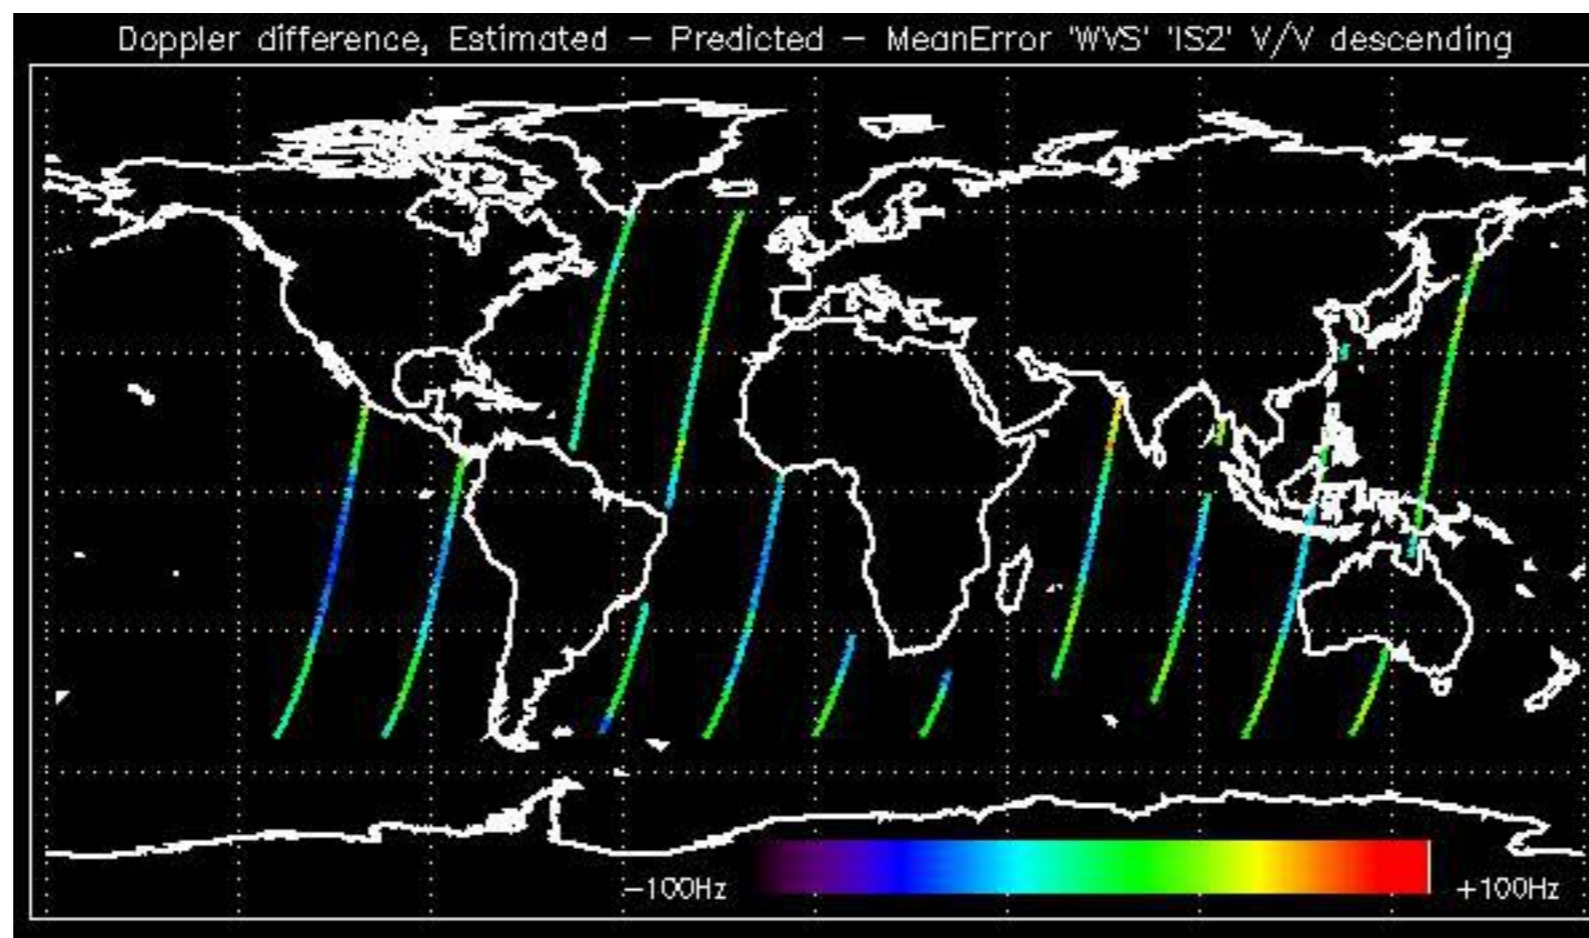 Doppler difference, Estimated – Predicted – MeanError 'WVS' 'IS2' V/V descending
–100Hz +100Hz